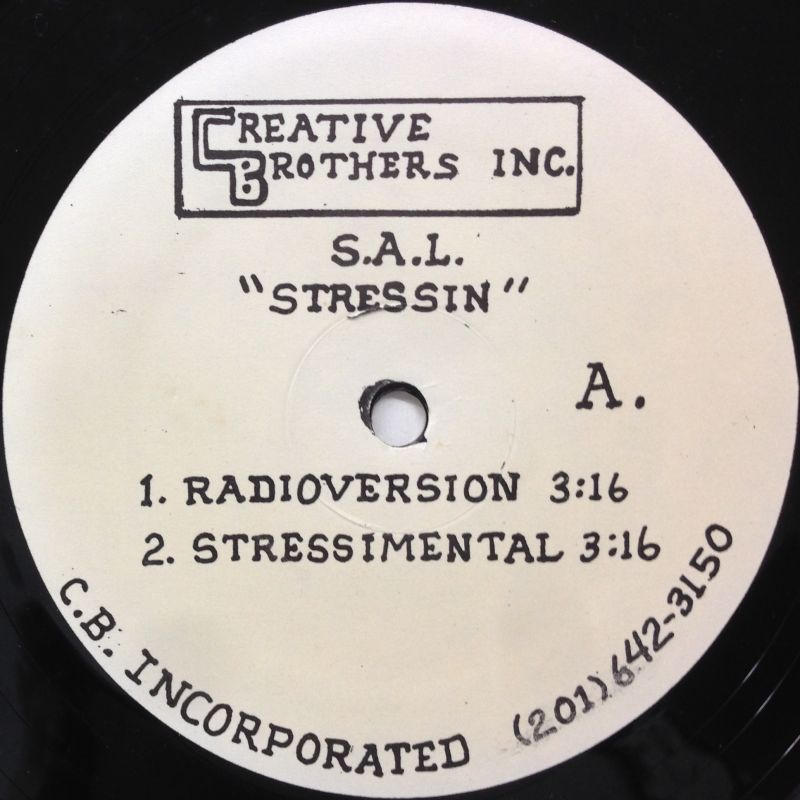 CREATIVE
BROTHERS INC.
S.A.L.
"STRESSIN"
A.
1. RADIOVERSION 3:16
2. STRESSIMENTAL 3:16
C.B. INCORPORATED (201) 642-3150